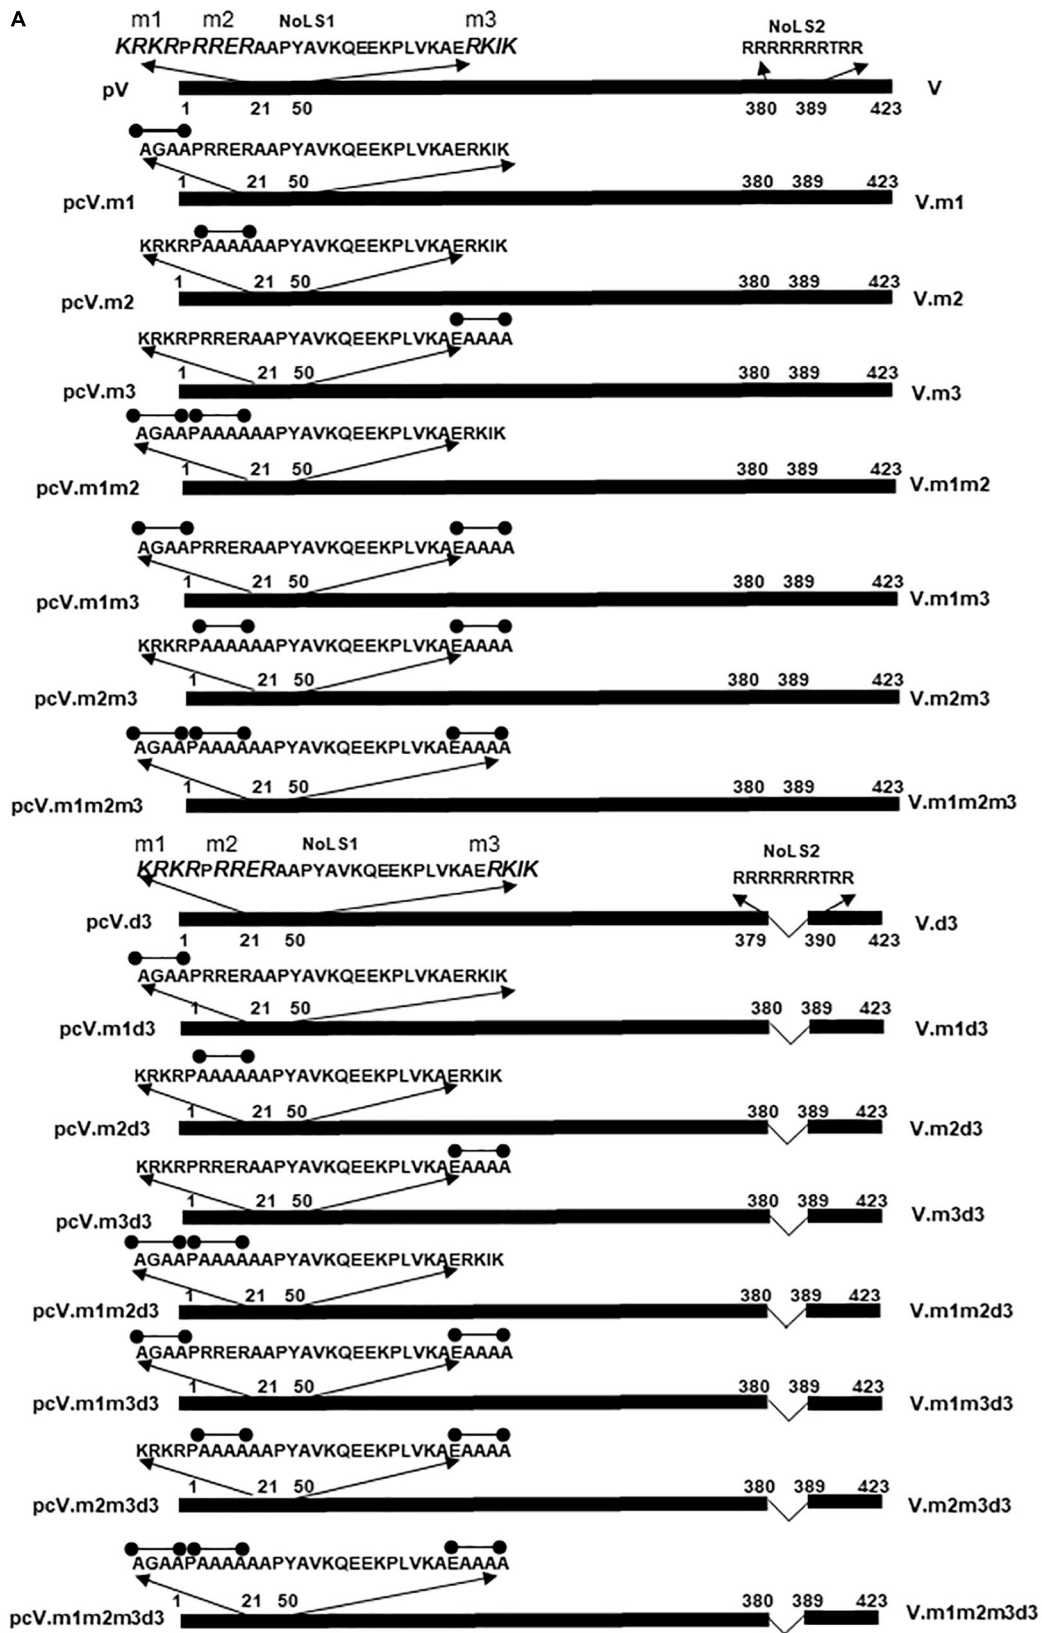 A
m1 m2 NoLS1 m3 NoLS2
KRKRPRRERAAPYAVKQEEKPLVKAERKIK RRRRRRRTRR
pV V
1 21 50 380 389 423
AGAAPRRERAAPYAVKQEEKPLVKAERKIK
1 21 50 380 389 423
pcV.m1 V.m1
KRKRPAAAAAAPYAVKQEEKPLVKAERKIK
1 21 50 380 389 423
pcV.m2 V.m2
KRKRPRRERAAPYAVKQEEKPLVKAEAAAA
1 21 50 380 389 423
pcV.m3 V.m3
AGAAPAAAAAAPYAVKQEEKPLVKAERKIK
1 21 50 380 389 423
pcV.m1m2 V.m1m2
AGAAPRRERAAPYAVKQEEKPLVKAEAAAA
1 21 50 380 389 423
pcV.m1m3 V.m1m3
KRKRPAAAAAAPYAVKQEEKPLVKAEAAAA
1 21 50 380 389 423
pcV.m2m3 V.m2m3
AGAAPAAAAAAPYAVKQEEKPLVKAEAAAA
1 21 50 380 389 423
pcV.m1m2m3 V.m1m2m3
m1 m2 NoLS1 m3 NoLS2
KRKRPRRERAAPYAVKQEEKPLVKAERKIK RRRRRRRTRR
pcV.d3 V.d3
1 21 50 379 390 423
AGAAPRRERAAPYAVKQEEKPLVKAERKIK
1 21 50 380 389 423
pcV.m1d3 V.m1d3
KRKRPAAAAAAPYAVKQEEKPLVKAERKIK
1 21 50 380 389 423
pcV.m2d3 V.m2d3
KRKRPRRERAAPYAVKQEEKPLVKAEAAAA
1 21 50 380 389 423
pcV.m3d3 V.m3d3
AGAAPAAAAAAPYAVKQEEKPLVKAERKIK
1 21 50 380 389 423
pcV.m1m2d3 V.m1m2d3
AGAAPRRERAAPYAVKQEEKPLVKAEAAAA
1 21 50 380 389 423
pcV.m1m3d3 V.m1m3d3
KRKRPAAAAAAPYAVKQEEKPLVKAEAAAA
1 21 50 380 389 423
pcV.m2m3d3 V.m2m3d3
AGAAPAAAAAAPYAVKQEEKPLVKAEAAAA
1 21 50 380 389 423
pcV.m1m2m3d3 V.m1m2m3d3